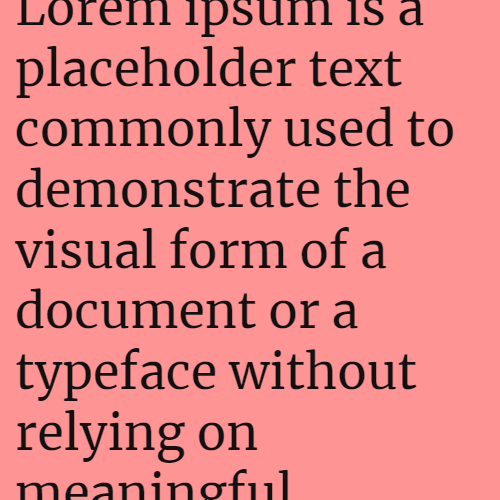 Lorem ipsum is a
placeholder text
commonly used to
demonstrate the
visual form of a
document or a
typeface without
relying on
meaningful